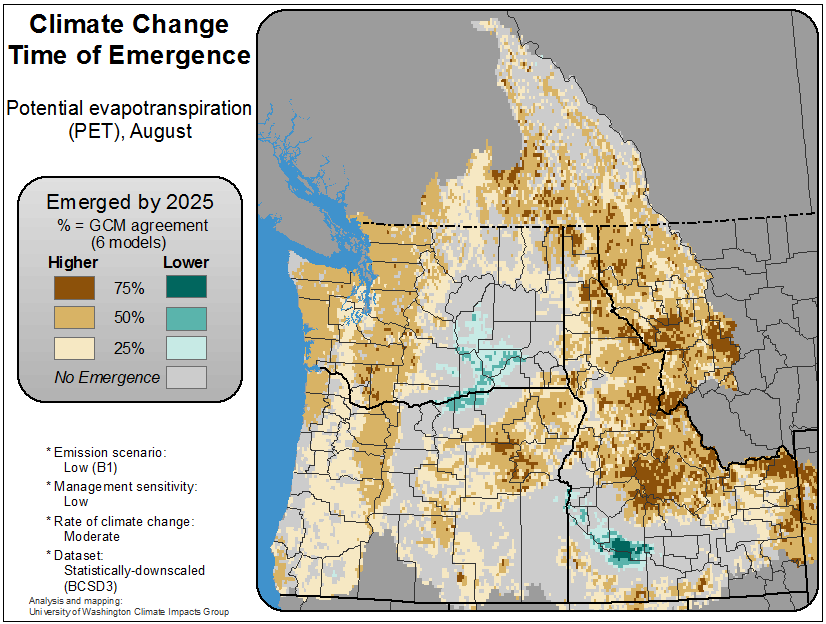 Climate Change
Time of Emergence
Potential evapotranspiration
(PET), August
Emerged by 2025
% = GCM agreement
(6 models)
Higher Lower
75%
50%
25%
No Emergence
* Emission scenario:
Low (B1)
* Management sensitivity:
Low
* Rate of climate change:
Moderate
* Dataset:
Statistically-downscaled
(BCSD3)
Analysis and mapping:
University of Washington Climate Impacts Group